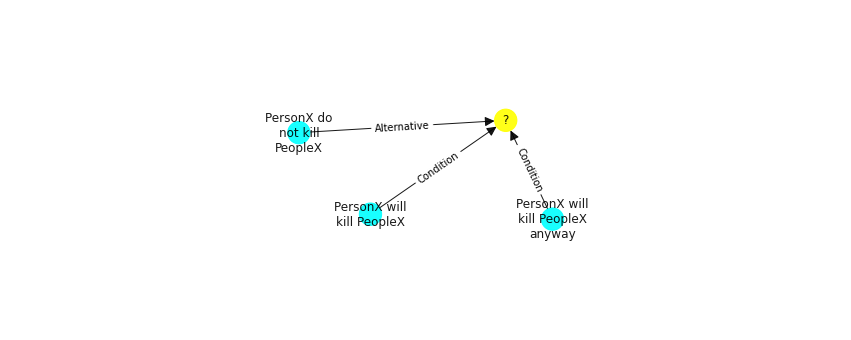 PersonX do
not kill
PeopleX
Alternative
?
Condition
Condition
PersonX will
kill PeopleX
PersonX will
kill PeopleX
anyway